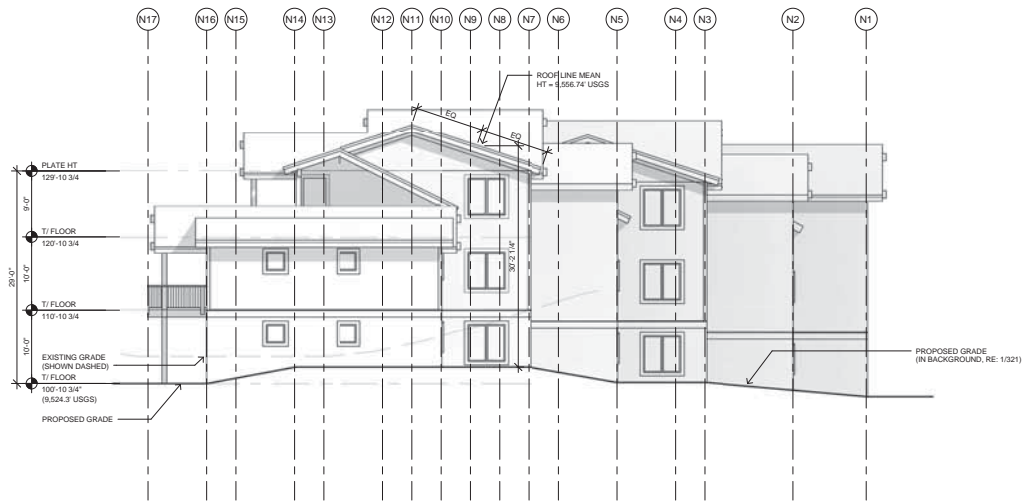 N17 N16 N15 N14 N13 N12 N11 N10 N9 N8 N7 N6 N5 N4 N3 N2 N1
ROOF LINE MEAN
HT = 9,556.74' USGS
EQ
EQ
PLATE HT
129'-10 3/4
9'-0"
T/ FLOOR
120'-10 3/4
29'-0"
10'-0"
30'-2 1/4"
T/ FLOOR
110'-10 3/4
10'-0"
EXISTING GRADE
(SHOWN DASHED)
PROPOSED GRADE
(IN BACKGROUND, RE: 1/321)
T/ FLOOR
100'-10 3/4"
(9,524.3' USGS)
PROPOSED GRADE